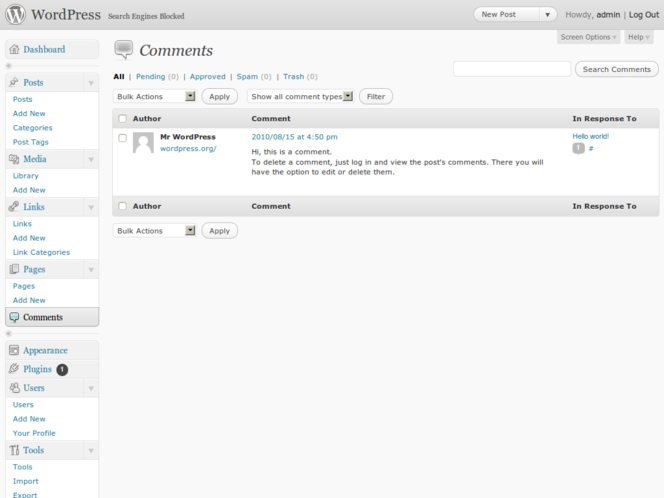 WordPress Search Engines Blocked
New Post
Howdy, admin | Log Out
Screen Options
Help
Dashboard
Posts
Posts
Add New
Categories
Post Tags
Media
Library
Add New
Links
Links
Add New
Link Categories
Pages
Pages
Add New
Comments
Appearance
Plugins 1
Users
Users
Add New
Your Profile
Tools
Tools
Import
Export
Comments
All | Pending (0) | Approved | Spam (0) | Trash (0)
Search Comments
Bulk Actions
Apply
Show all comment types
Filter
Author Comment In Response To
Mr WordPress
wordpress.org/
2010/08/15 at 4:50 pm
Hi, this is a comment.
To delete a comment, just log in and view the post's comments. There you will
have the option to edit or delete them.
Hello world!
1 #
Author Comment In Response To
Bulk Actions
Apply